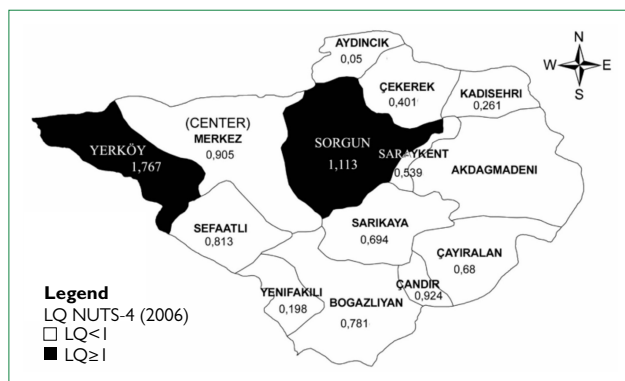 AYDINCIK
0,05
N
W E
S
ÇEKEREK
0,401
KADISEHRI
0,261
(CENTER)
MERKEZ
0,905
YERKÖY
1,767
SORGUN
1,113
SARAYKENT
0,539
AKDAGMADENI
SEFAATLI
0,813
SARIKAYA
0,694
ÇAYIRALAN
0,68
ÇANDIR
0,924
YENIFAKILI
0,198
BOGAZLIYAN
0,781
Legend
LQ NUTS-4 (2006)
LQ<1
LQ≥1